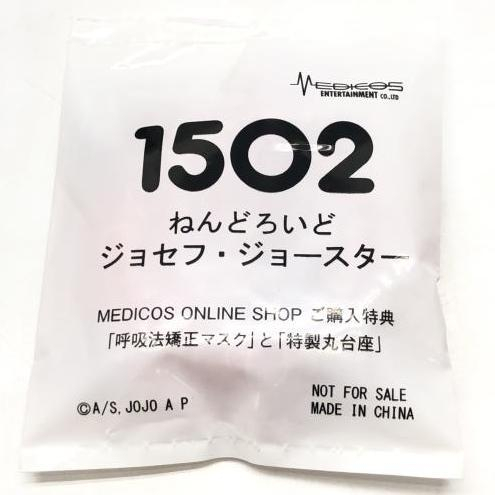 MEDICOS
ENTERTAINMENT CO.,LTD
1502
ねんどろいど
ジョセフ・ジョースター
MEDICOS ONLINE SHOP ご購入特典
「呼吸法矯正マスク」と「特製丸台座」
NOT FOR SALE
©A/S, JOJO A P MADE IN CHINA